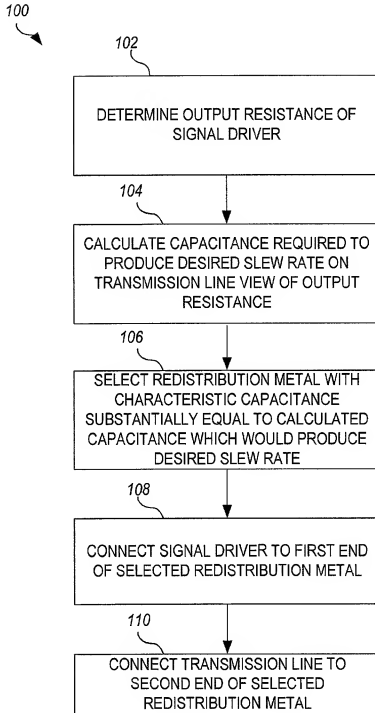 100
102
DETERMINE OUTPUT RESISTANCE OF
SIGNAL DRIVER
104
CALCULATE CAPACITANCE REQUIRED TO
PRODUCE DESIRED SLEW RATE ON
TRANSMISSION LINE VIEW OF OUTPUT
RESISTANCE
106
SELECT REDISTRIBUTION METAL WITH
CHARACTERISTIC CAPACITANCE
SUBSTANTIALLY EQUAL TO CALCULATED
CAPACITANCE WHICH WOULD PRODUCE
DESIRED SLEW RATE
108
CONNECT SIGNAL DRIVER TO FIRST END
OF SELECTED REDISTRIBUTION METAL
110
CONNECT TRANSMISSION LINE TO
SECOND END OF SELECTED
REDISTRIBUTION METAL